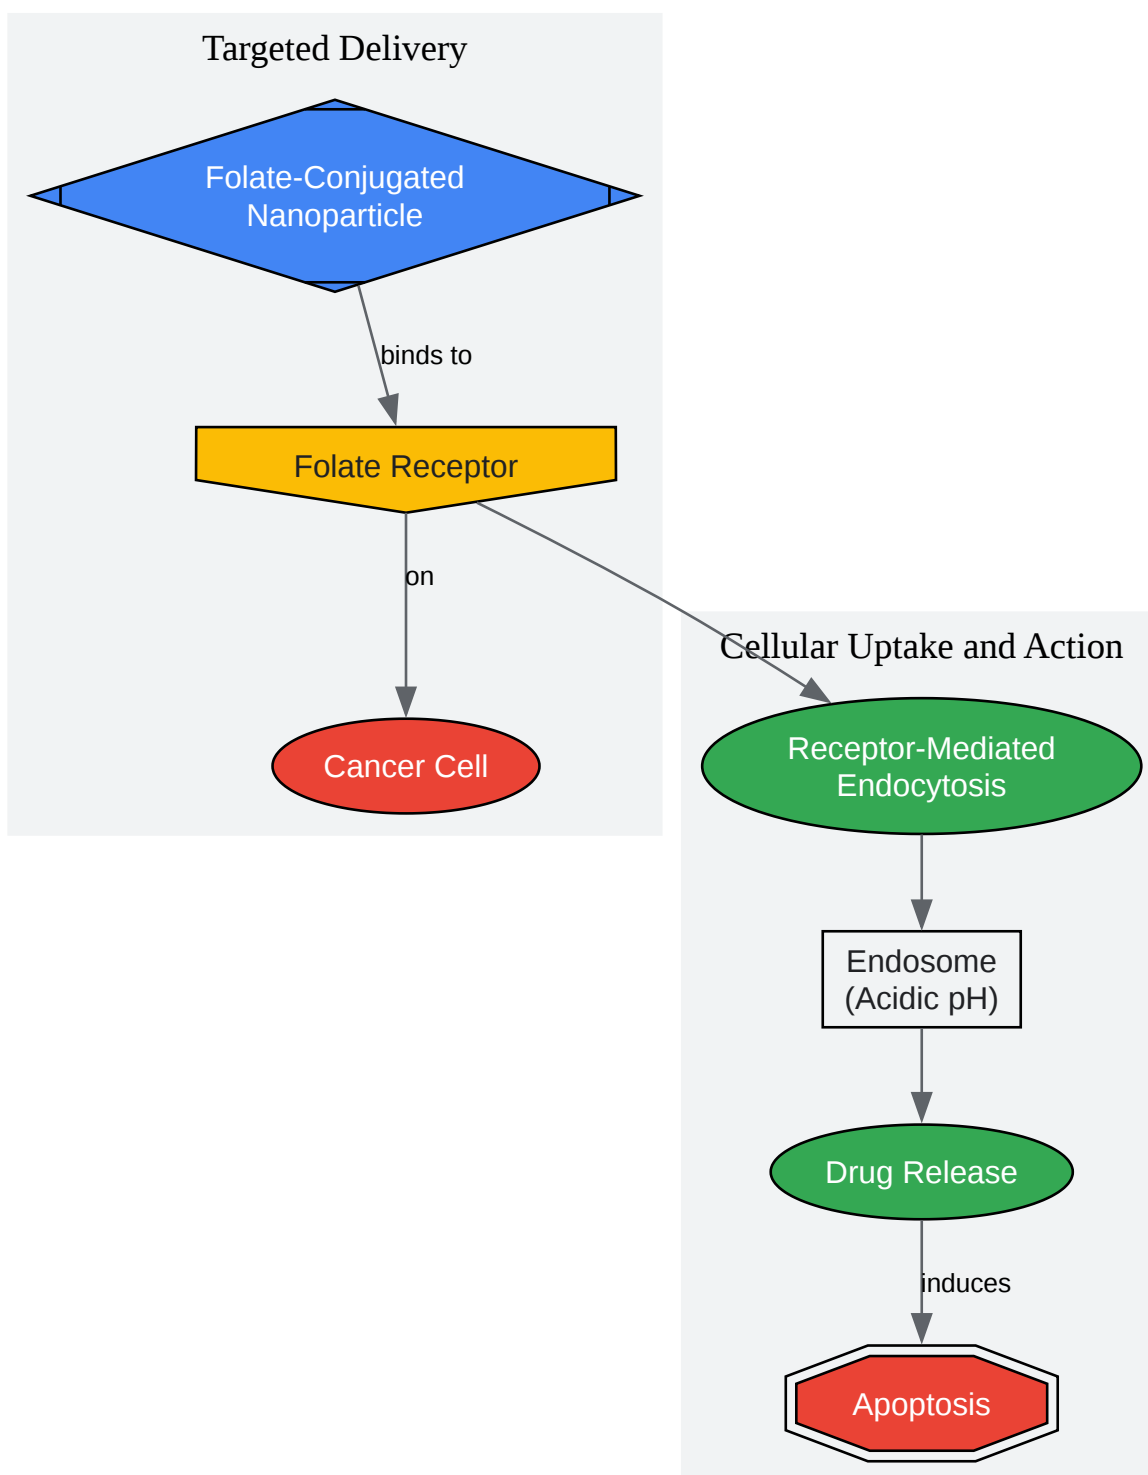 Targeted Delivery
Folate-Conjugated
Nanoparticle
binds to
Folate Receptor
on
Cancer Cell
Cellular Uptake and Action
Receptor-Mediated
Endocytosis
Endosome
(Acidic pH)
Drug Release
induces
Apoptosis